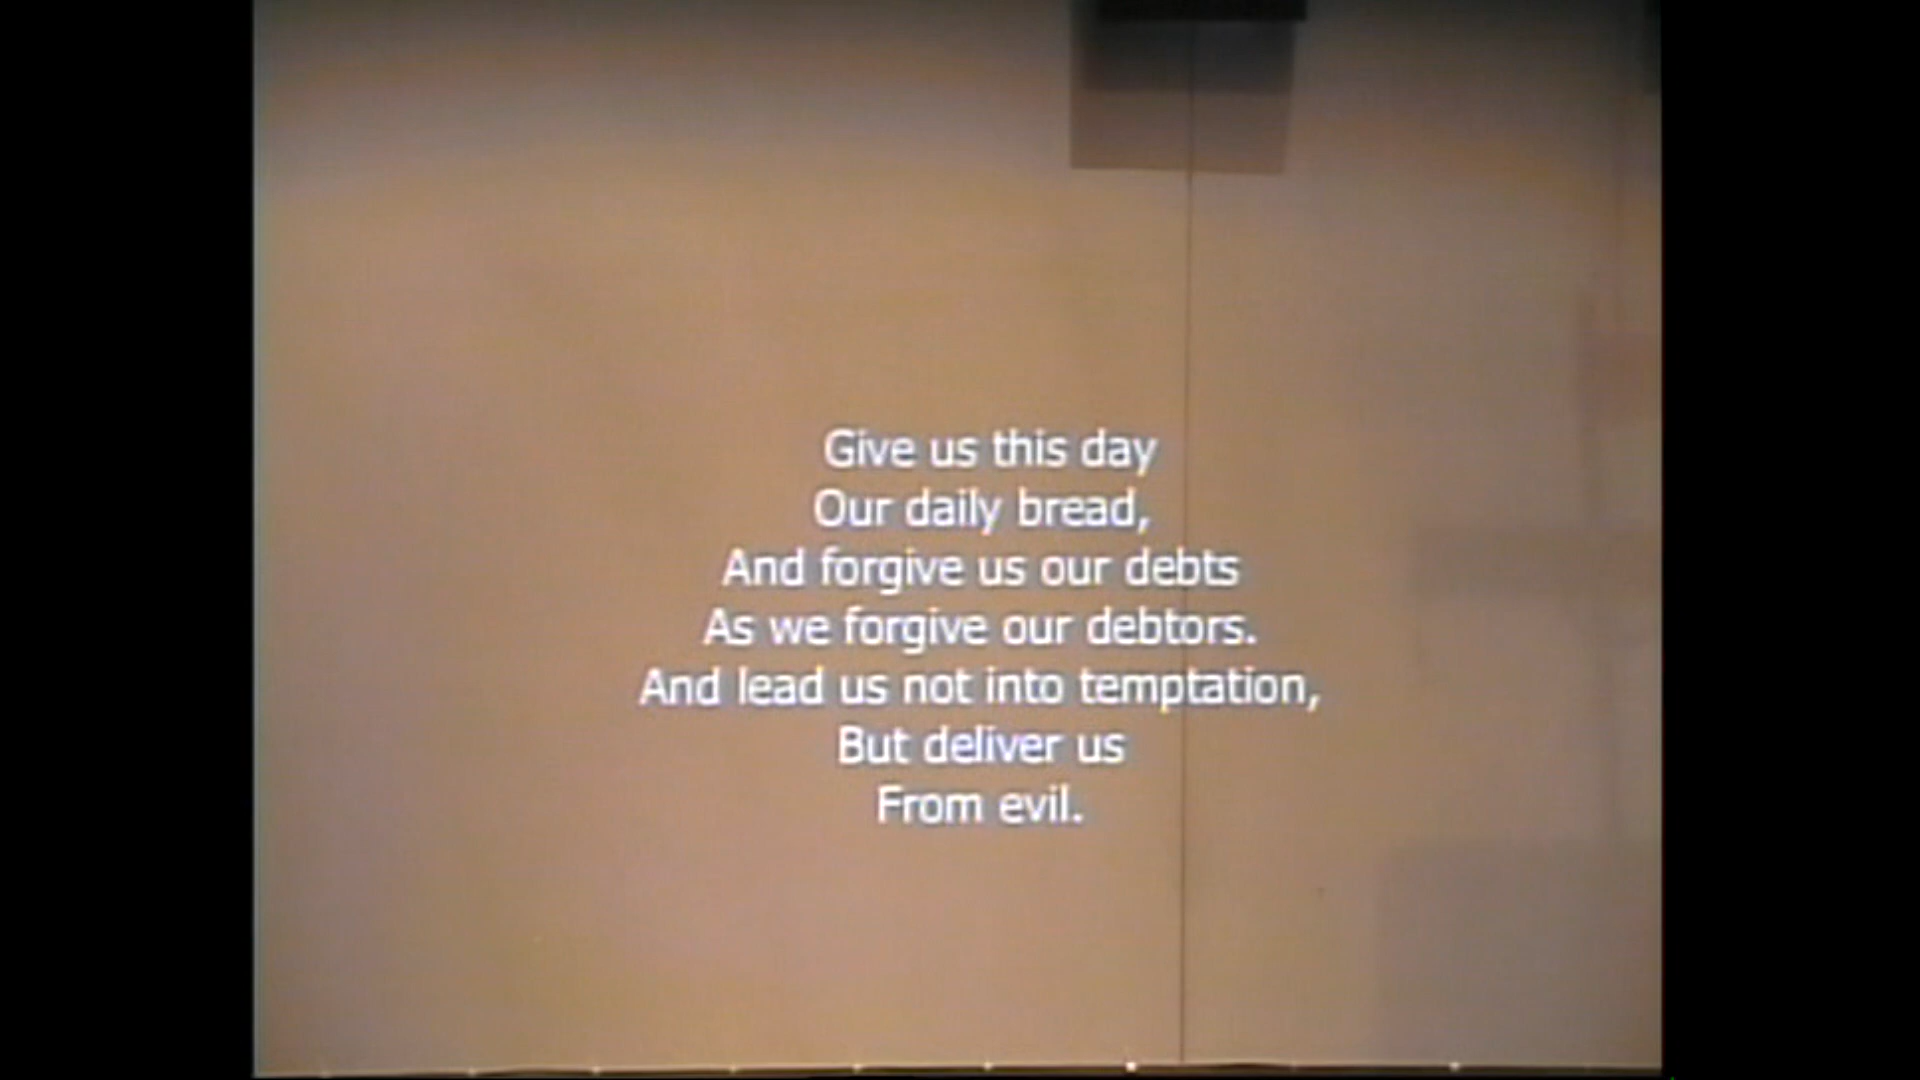 Give us this day
Our daily bread,
And forgive us our debts
As we forgive our debtors.
And lead us not into temptation,
But deliver us
From evil.